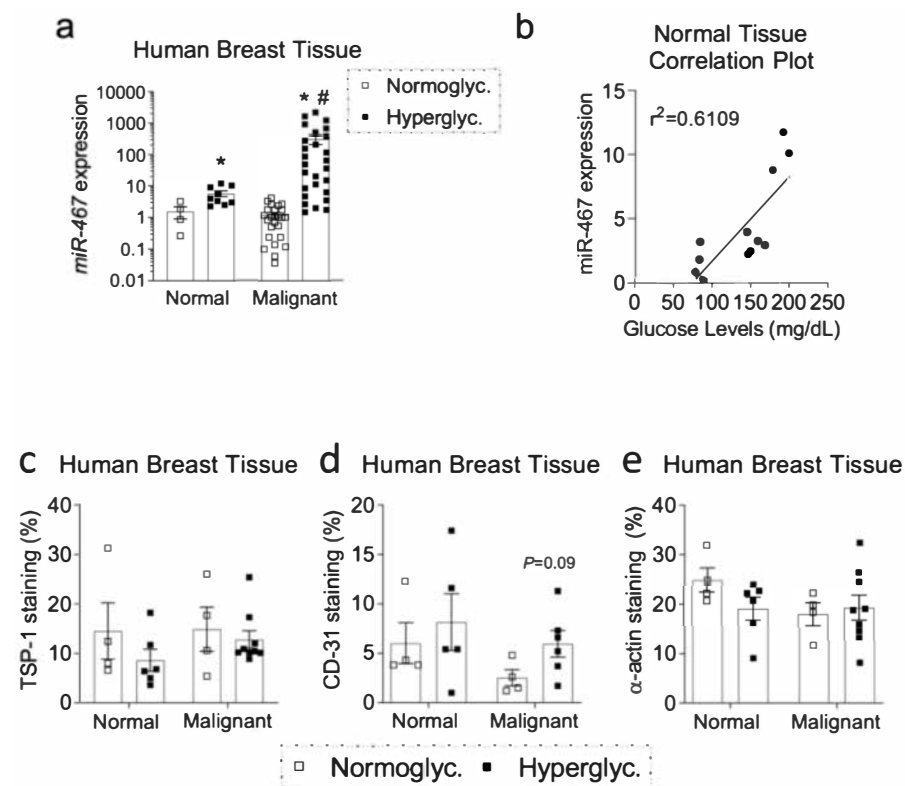 a
Human Breast Tissue
miR-467 expression
10000
1000
100
10
1
0.1
0.01
*
* #
Normal
Malignant
Normoglyc.
Hyperglyc.
b
Normal Tissue
Correlation Plot
r²=0.6109
miR-467 expression
15
10
5
0
0 50 100 150 200 250
Glucose Levels (mg/dL)
c Human Breast Tissue
TSP-1 staining (%)
40
30
20
10
0
Normal Malignant
d Human Breast Tissue
CD-31 staining (%)
20
15
10
5
0
P=0.09
Normal Malignant
e Human Breast Tissue
α-actin staining (%)
40
30
20
10
0
Normal Malignant
Normoglyc. Hyperglyc.